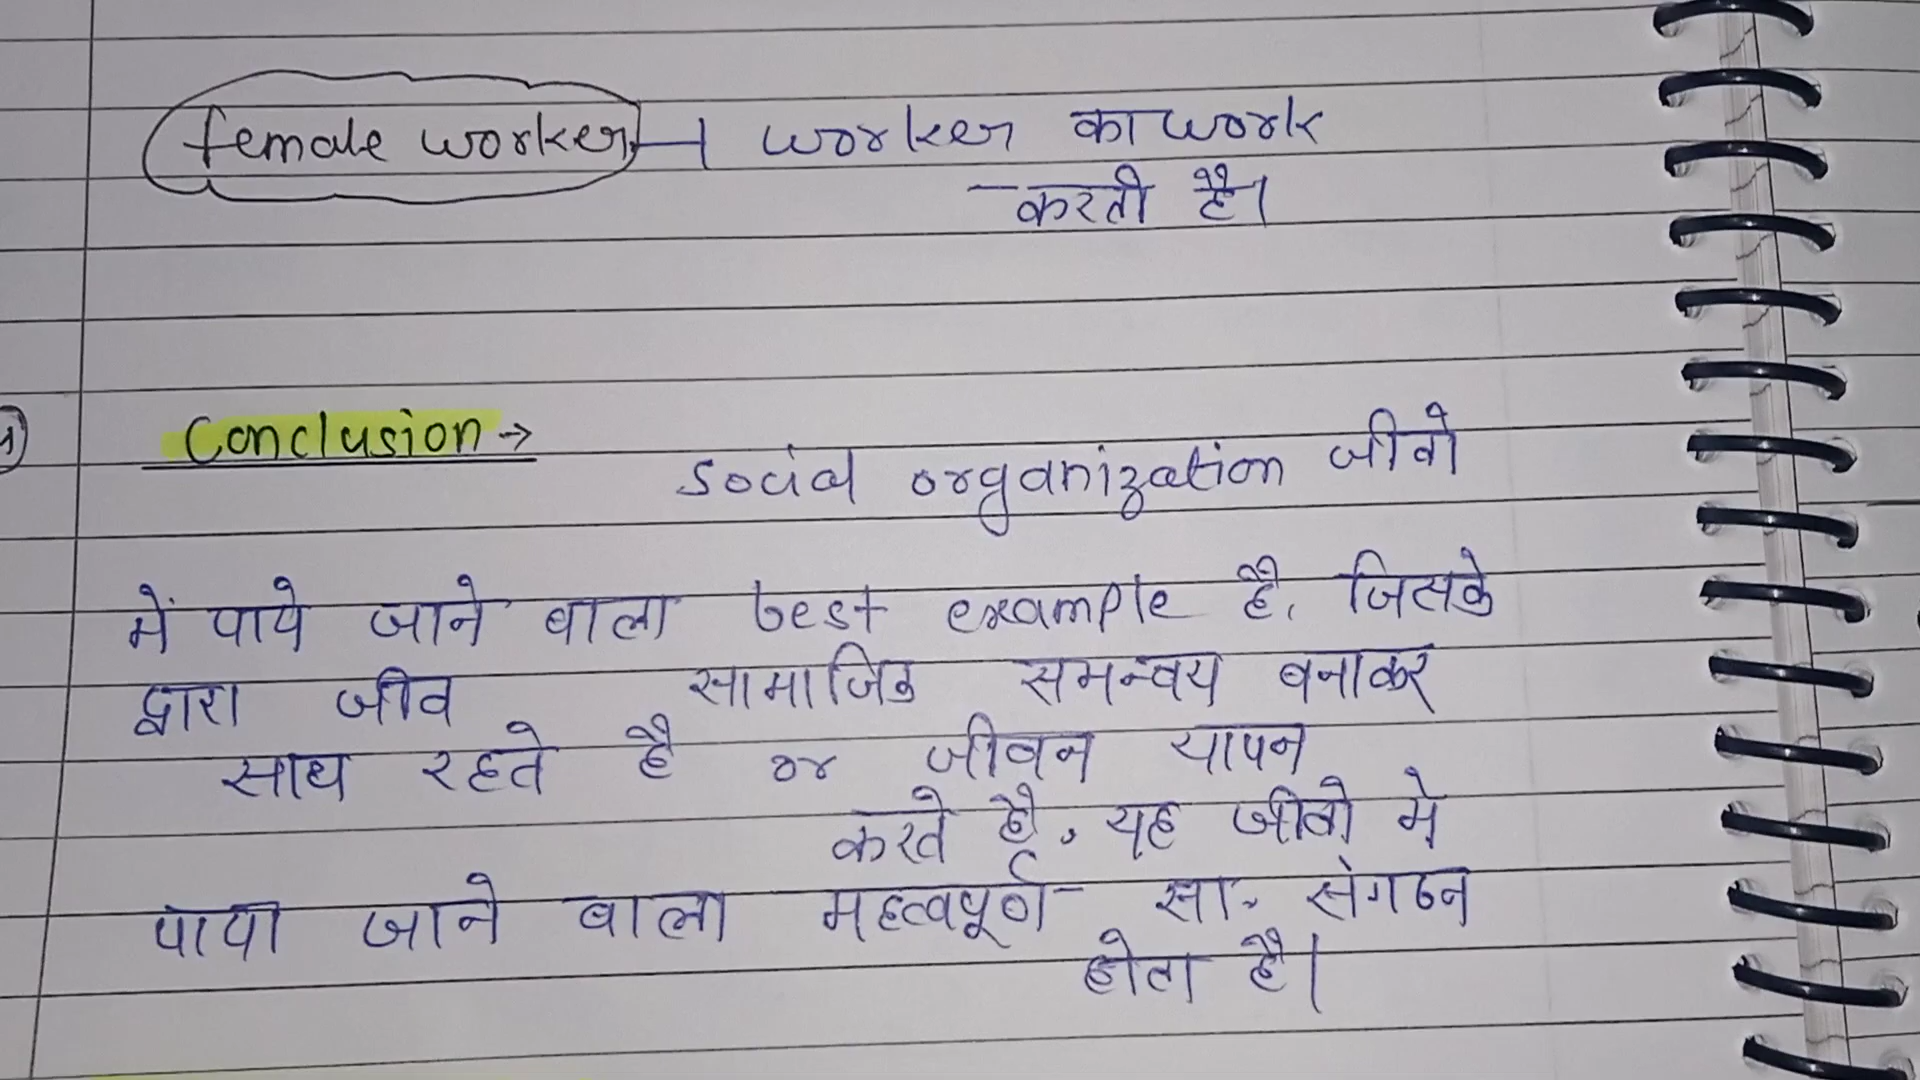 female worker → worker का work
करती है।
Conclusion →
social organization जीवो
में पाये जाने वाला best example है, जिसके
द्वारा जीव सामाजिक समन्वय बनाकर
साथ रहते है or जीवन यापन
करते है, यह जीवो मे
पाया जाने वाला महत्वपूर्ण सा, संगठन
होता है।